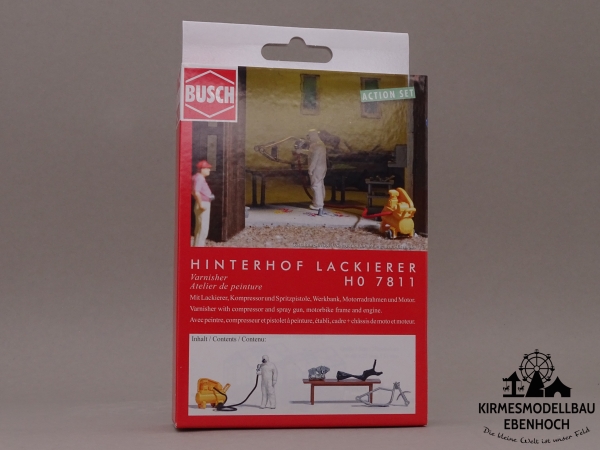 BUSCH
ACTION SET
HINTERHOF LACKIERER
Varnisher
H0 7811
Atelier de peinture
Mit Lackierer, Kompressor und Spritzpistole, Werkbank, Motorradrahmen und Motor.
Varnisher with compressor and spray gun, motorbike frame and engine.
Avec peintre, compresseur et pistolet à peinture, établi, cadre + châssis de moto et moteur.
Inhalt / Contents / Contenu:
KIRMESMODELLBAU
EBENHOCH
Die kleine Welt ist unser Feld